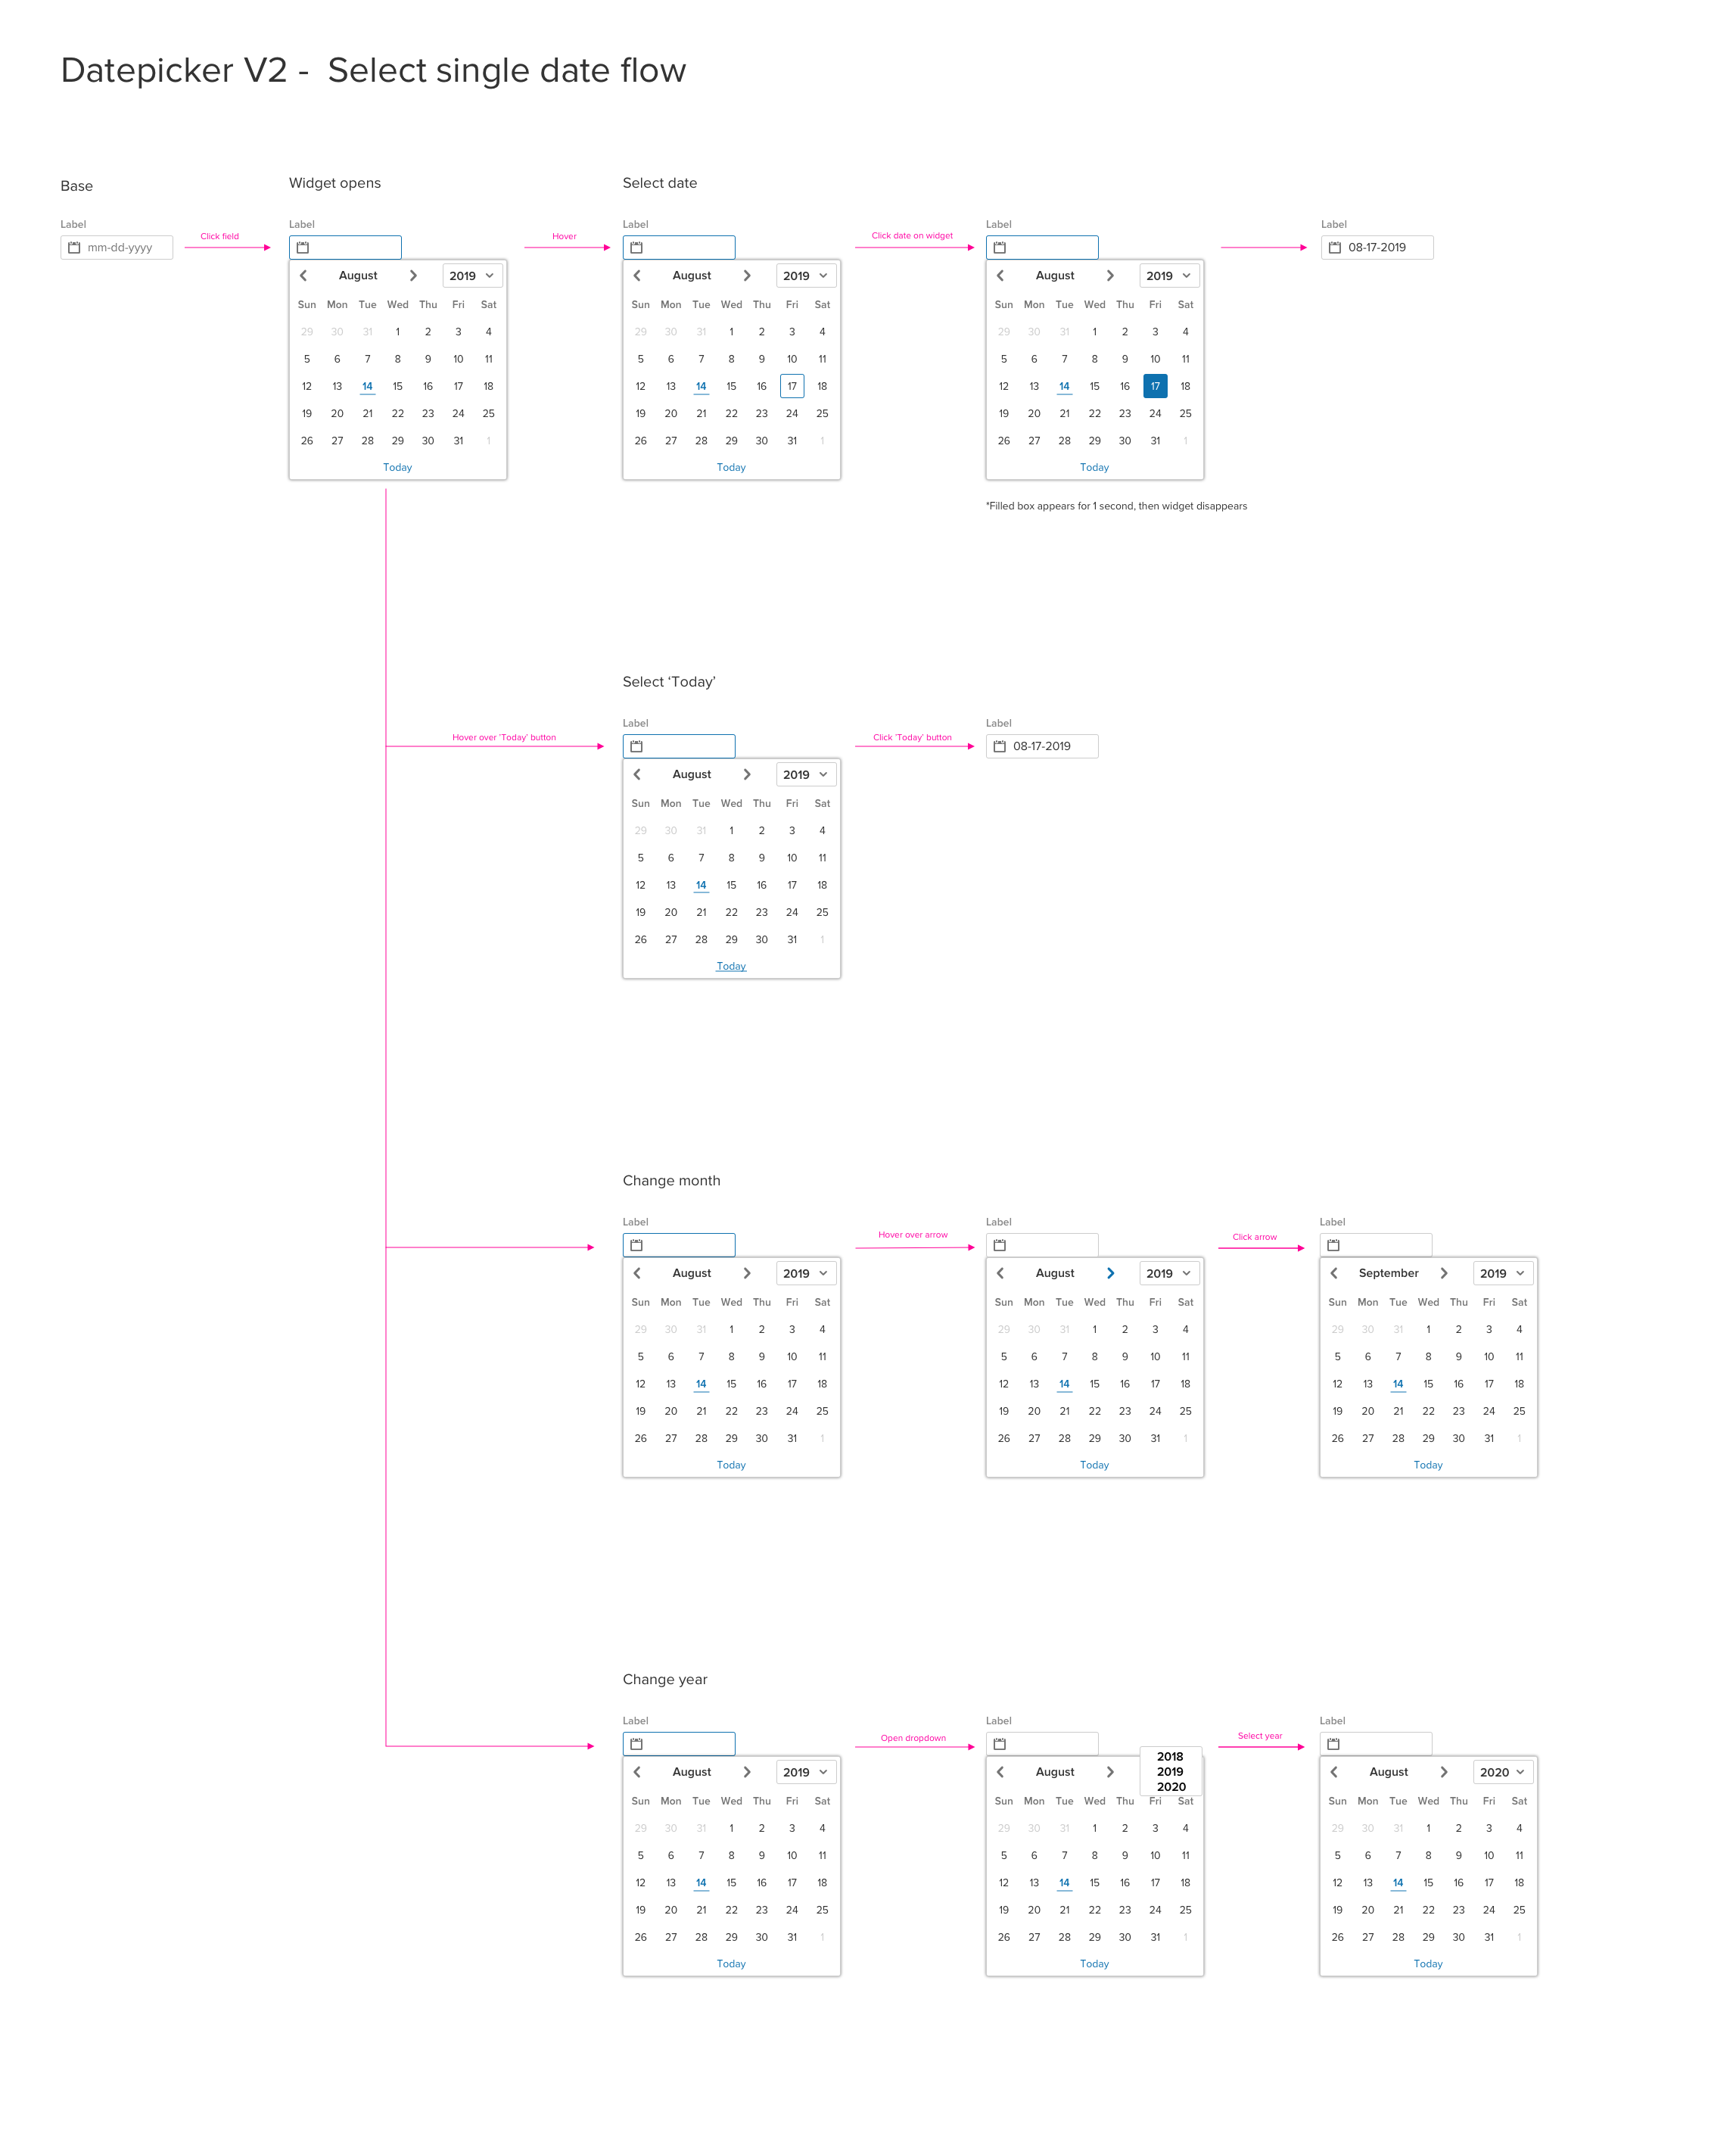 Datepicker V2 - Select single date flow
Base
Label
mm-dd-yyyy
Click field
Widget opens
Label
August 2019
Sun Mon Tue Wed Thu Fri Sat
29 30 31 1 2 3 4
5 6 7 8 9 10 11
12 13 14 15 16 17 18
19 20 21 22 23 24 25
26 27 28 29 30 31 1
Today
Hover
Select date
Label
August 2019
Sun Mon Tue Wed Thu Fri Sat
29 30 31 1 2 3 4
5 6 7 8 9 10 11
12 13 14 15 16 17 18
19 20 21 22 23 24 25
26 27 28 29 30 31 1
Today
Click date on widget
Label
August 2019
Sun Mon Tue Wed Thu Fri Sat
29 30 31 1 2 3 4
5 6 7 8 9 10 11
12 13 14 15 16 17 18
19 20 21 22 23 24 25
26 27 28 29 30 31 1
Today
*Filled box appears for 1 second, then widget disappears
Label
08-17-2019
Select ‘Today’
Hover over 'Today' button
Label
August 2019
Sun Mon Tue Wed Thu Fri Sat
29 30 31 1 2 3 4
5 6 7 8 9 10 11
12 13 14 15 16 17 18
19 20 21 22 23 24 25
26 27 28 29 30 31 1
Today
Click 'Today' button
Label
08-17-2019
Change month
Label
August 2019
Sun Mon Tue Wed Thu Fri Sat
29 30 31 1 2 3 4
5 6 7 8 9 10 11
12 13 14 15 16 17 18
19 20 21 22 23 24 25
26 27 28 29 30 31 1
Today
Hover over arrow
Label
August 2019
Sun Mon Tue Wed Thu Fri Sat
29 30 31 1 2 3 4
5 6 7 8 9 10 11
12 13 14 15 16 17 18
19 20 21 22 23 24 25
26 27 28 29 30 31 1
Today
Click arrow
Label
September 2019
Sun Mon Tue Wed Thu Fri Sat
29 30 31 1 2 3 4
5 6 7 8 9 10 11
12 13 14 15 16 17 18
19 20 21 22 23 24 25
26 27 28 29 30 31 1
Today
Change year
Label
August 2019
Sun Mon Tue Wed Thu Fri Sat
29 30 31 1 2 3 4
5 6 7 8 9 10 11
12 13 14 15 16 17 18
19 20 21 22 23 24 25
26 27 28 29 30 31 1
Today
Open dropdown
Label
2018
August 2019
2020
Sun Mon Tue Wed Thu Fri Sat
29 30 31 1 2 3 4
5 6 7 8 9 10 11
12 13 14 15 16 17 18
19 20 21 22 23 24 25
26 27 28 29 30 31 1
Today
Select year
Label
August 2020
Sun Mon Tue Wed Thu Fri Sat
29 30 31 1 2 3 4
5 6 7 8 9 10 11
12 13 14 15 16 17 18
19 20 21 22 23 24 25
26 27 28 29 30 31 1
Today